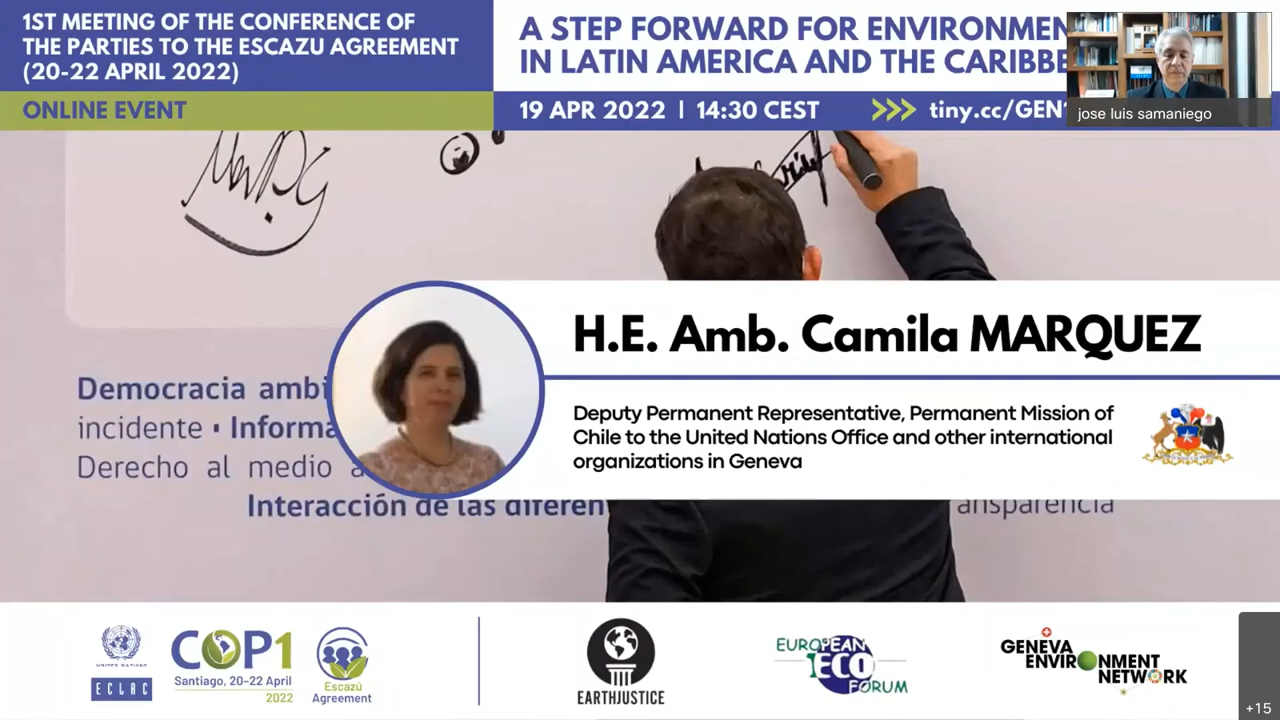 1ST MEETING OF THE CONFERENCE OF
THE PARTIES TO THE ESCAZU AGREEMENT
(20-22 APRIL 2022)
ONLINE EVENT
A STEP FORWARD FOR ENVIRONMEN
IN LATIN AMERICA AND THE CARIBBE
19 APR 2022 | 14:30 CEST
>>> tiny.cc/GEN
jose luis samaniego
H.E. Amb. Camila MARQUEZ
Deputy Permanent Representative, Permanent Mission of
Chile to the United Nations Office and other international
organizations in Geneva
Democracia ambi
incidente · Informa
Derecho al medio a
Interacción de las diferen
ansparencia
UNITED NATIONS
ECLAC
COP1
Santiago, 20-22 April
2022
Escazú
Agreement
EARTHJUSTICE
EUROPEAN
ECO
FORUM
GENEVA
ENVIRONMENT
NETWORK
+15